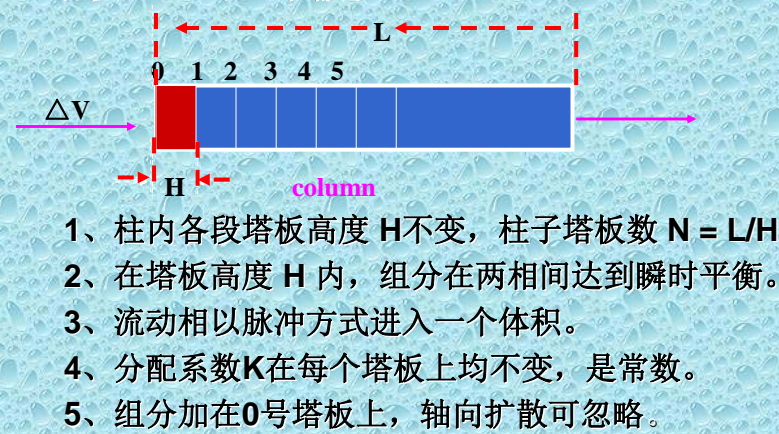 L
0 1 2 3 4 5
△V
H
column
1、柱内各段塔板高度 H不变，柱子塔板数 N = L/H
2、在塔板高度 H 内，组分在两相间达到瞬时平衡。
3、流动相以脉冲方式进入一个体积。
4、分配系数K在每个塔板上均不变，是常数。
5、组分加在0号塔板上，轴向扩散可忽略。